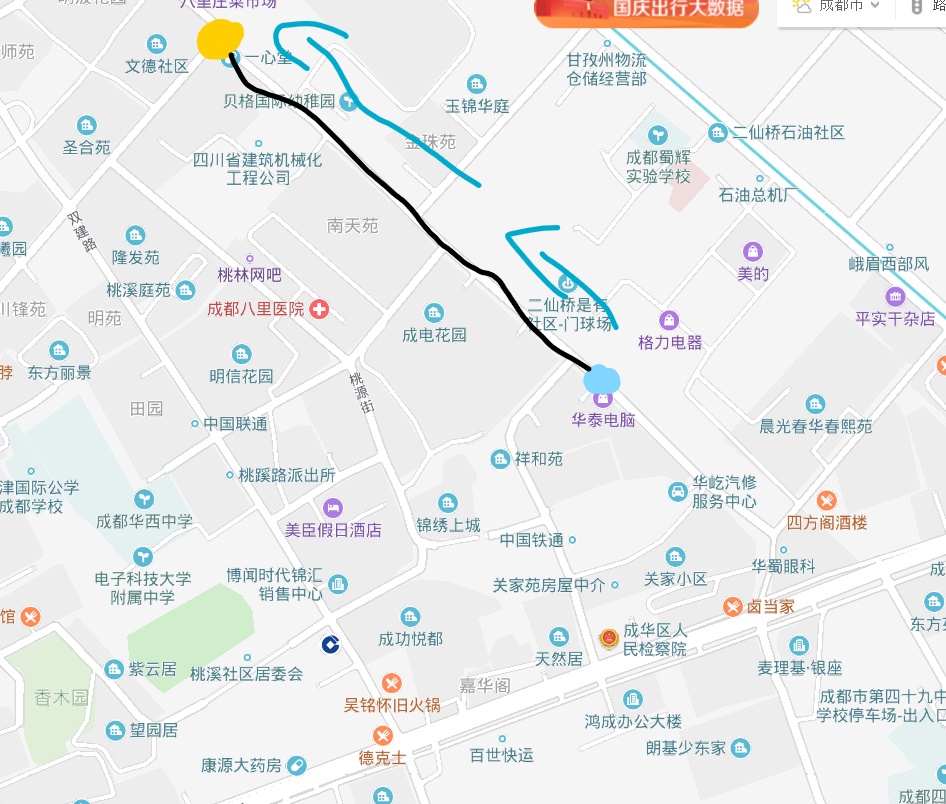 八里庄菜市场
国庆出行大数据
成都市
路
师苑
文德社区
一心堂
甘孜州物流
仓储经营部
贝格国际幼稚园
玉锦华庭
圣合苑
金珠苑
二仙桥石油社区
四川省建筑机械化
工程公司
成都蜀辉
实验学校
石油总机厂
双建路
南天苑
曦园
隆发苑
桃林网吧
美的
峨眉西部风
桃溪庭苑
成都八里医院
川锋苑
明苑
成电花园
二仙桥是有
社区-门球场
格力电器
平实干杂店
脖
东方丽景
明信花园
桃源街
田园
中国联通
华泰电脑
晨光春华春熙苑
祥和苑
津国际公学
成都学校
桃蹊路派出所
华屹汽修
服务中心
成都华西中学
美臣假日酒店
锦绣上城
四方阁酒楼
中国铁通
电子科技大学
附属中学
博闻时代锦汇
销售中心
关家苑房屋中介
关家小区
华蜀眼科
成
馆
成功悦都
卤当家
东方
成华区人
民检察院
天然居
麦理基·银座
紫云居
桃溪社区居委会
香木园
嘉华阁
吴铭怀旧火锅
成都市第四十九中
学校停车场-出入口
望园居
鸿成办公大楼
德克士
百世快运
朗基少东家
康源大药房
成都四